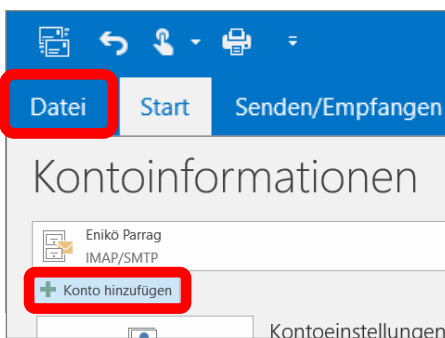 Datei Start Senden/Empfangen
Kontoinformationen
Enikö Parrag
IMAP/SMTP
Konto hinzufügen
Kontoeinstellungen